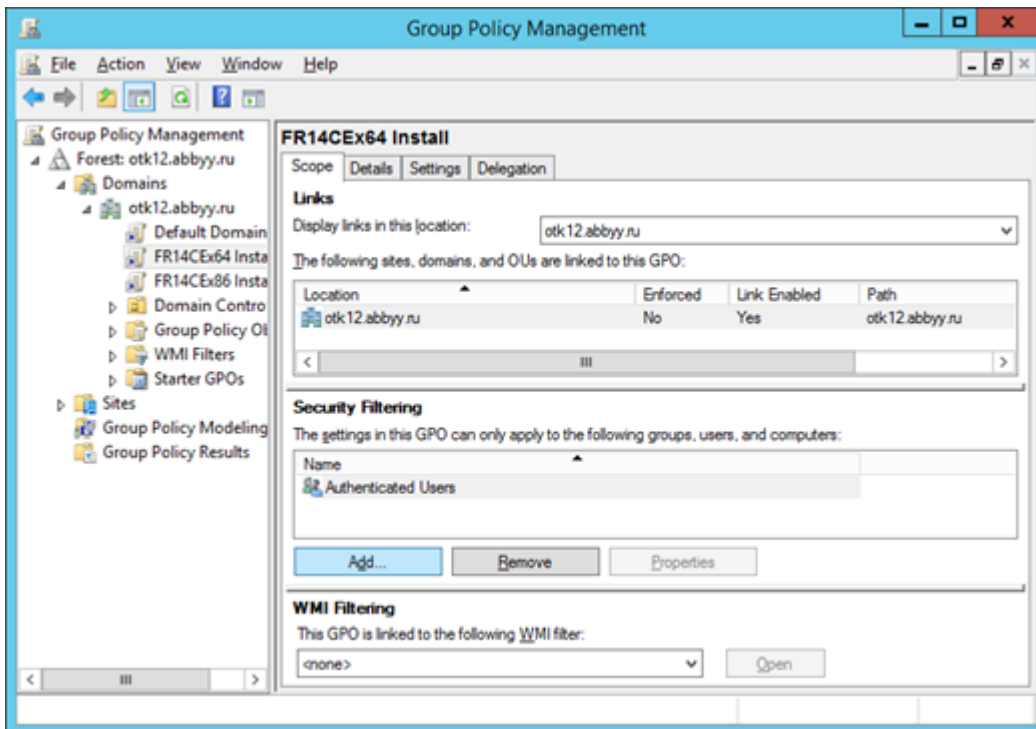 Group Policy Management
File Action View Window Help
Group Policy Management
Forest: otk12.abbyy.ru
Domains
otk12.abbyy.ru
Default Domain
FR14CEx64 Insta
FR14CEx86 Insta
Domain Contro
Group Policy Ob
WMI Filters
Starter GPOs
Sites
Group Policy Modeling
Group Policy Results
FR14CEx64 Install
Scope Details Settings Delegation
Links
Display links in this location: otk12.abbyy.ru
The following sites, domains, and OUs are linked to this GPO:
Location Enforced Link Enabled Path
otk12.abbyy.ru No Yes otk12.abbyy.ru
Security Filtering
The settings in this GPO can only apply to the following groups, users, and computers:
Name
Authenticated Users
Add... Remove Properties
WMI Filtering
This GPO is linked to the following WMI filter:
<none> Open